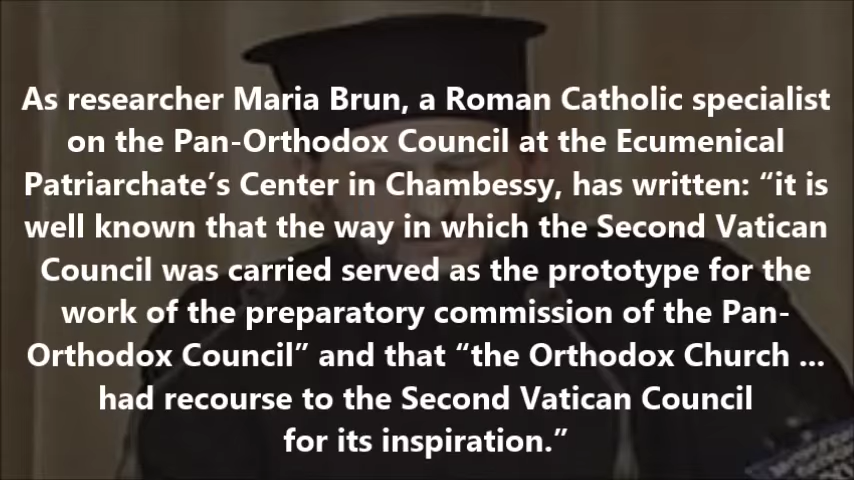 As researcher Maria Brun, a Roman Catholic specialist
on the Pan-Orthodox Council at the Ecumenical
Patriarchate’s Center in Chambessy, has written: “it is
well known that the way in which the Second Vatican
Council was carried served as the prototype for the
work of the preparatory commission of the Pan-
Orthodox Council” and that “the Orthodox Church ...
had recourse to the Second Vatican Council
for its inspiration.”